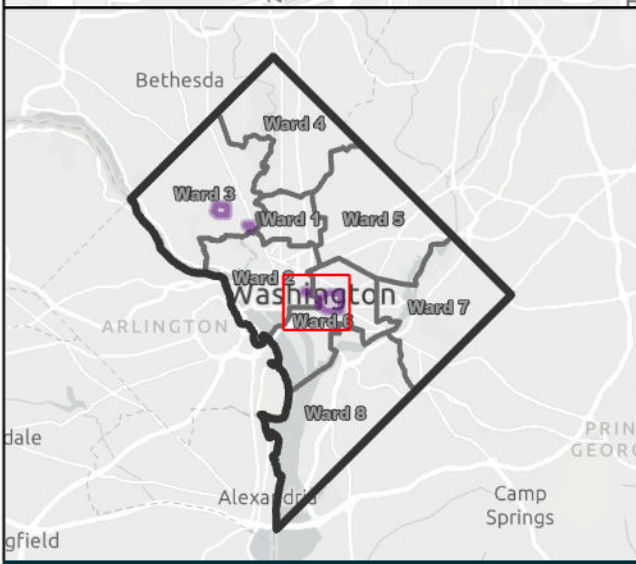 Bethesda
Ward 4
Ward 3
Ward 1
Ward 5
Ward 2
Washington
Ward 7
ARLINGTON
Ward 6
Ward 8
dale
PRIN
GEORG
Alexandria
Camp
Springs
gfield